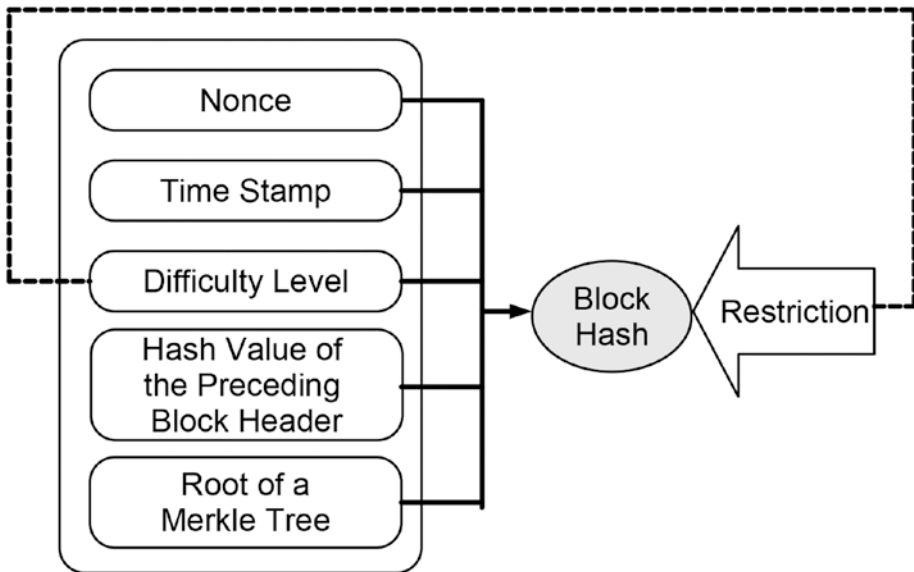 Nonce
Time Stamp
Difficulty Level
Hash Value of
the Preceding
Block Header
Root of a
Merkle Tree
Block
Hash
Restriction